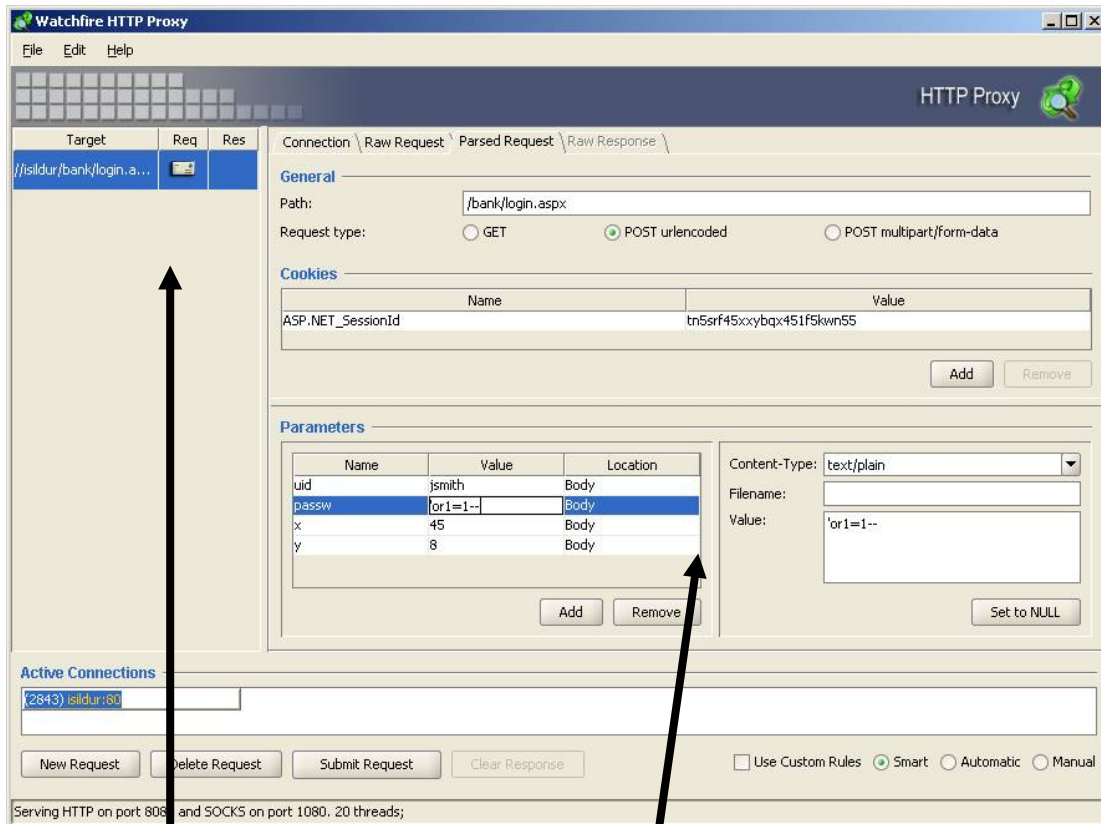 Watchfire HTTP Proxy
File Edit Help
HTTP Proxy
Target Req Res
//isildur/bank/login.a...
Connection Raw Request Parsed Request Raw Response
General
Path: /bank/login.aspx
Request type: GET POST urlencoded POST multipart/form-data
Cookies
Name Value
ASP.NET_SessionId tn5srf45xxybqx451f5kwn55
Add Remove
Parameters
Name Value Location
uid jsmith Body
passw 'or1=1-- Body
x 45 Body
y 8 Body
Add Remove
Content-Type: text/plain
Filename:
Value: 'or1=1--
Set to NULL
Active Connections
(2843) isildur:80
New Request Delete Request Submit Request Clear Response
Use Custom Rules Smart Automatic Manual
Serving HTTP on port and SOCKS on port 1080. 20 threads;